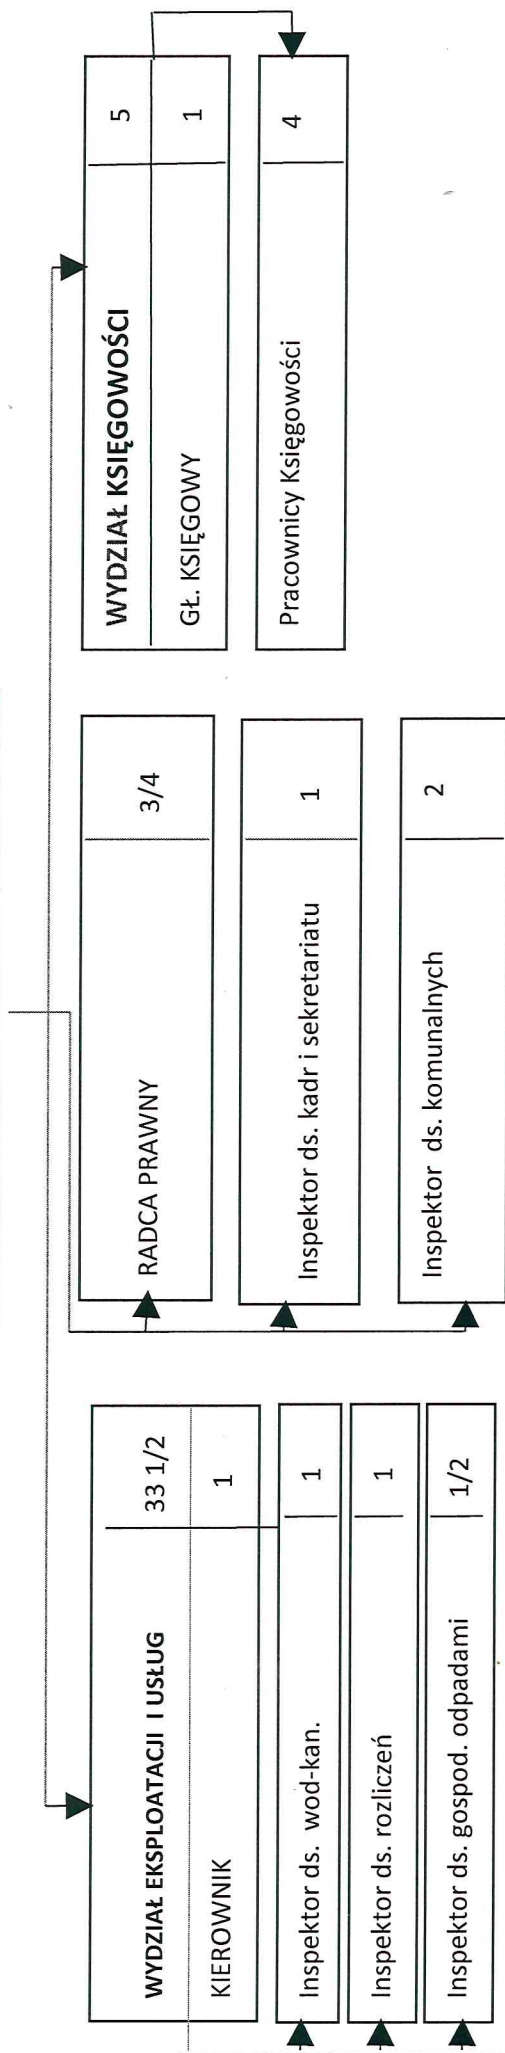 WYDZIAŁ EKSPLOATACJI I USŁUG 33 1/2
KIEROWNIK 1
Inspektor ds. wod-kan. 1
Inspektor ds. rozliczeń 1
Inspektor ds. gospod. odpadami 1/2
RADCA PRAWNY 3/4
Inspektor ds. kadr i sekretariatu 1
Inspektor ds. komunalnych 2
WYDZIAŁ KSIĘGOWOŚCI 5
GŁ. KSIĘGOWY 1
Pracownicy Księgowości 4